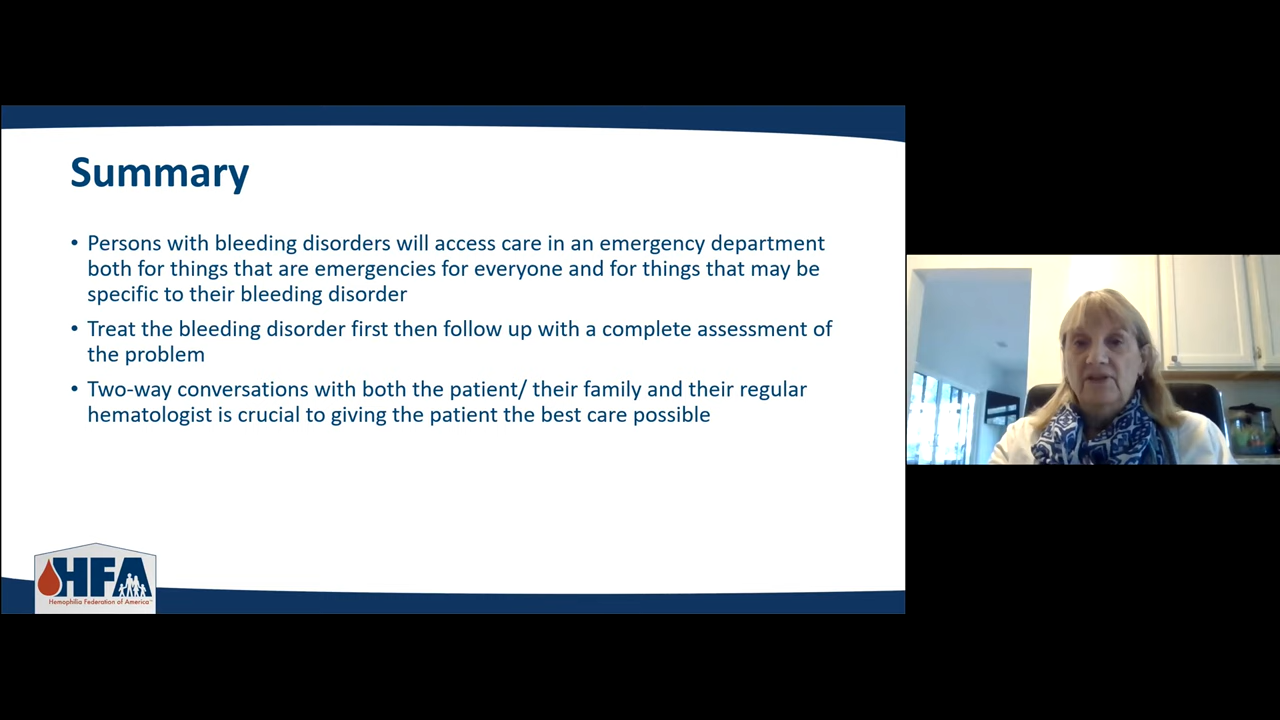 Summary
• Persons with bleeding disorders will access care in an emergency department
both for things that are emergencies for everyone and for things that may be
specific to their bleeding disorder
• Treat the bleeding disorder first then follow up with a complete assessment of
the problem
• Two-way conversations with both the patient/ their family and their regular
hematologist is crucial to giving the patient the best care possible
HFA
Hemophilia Federation of America